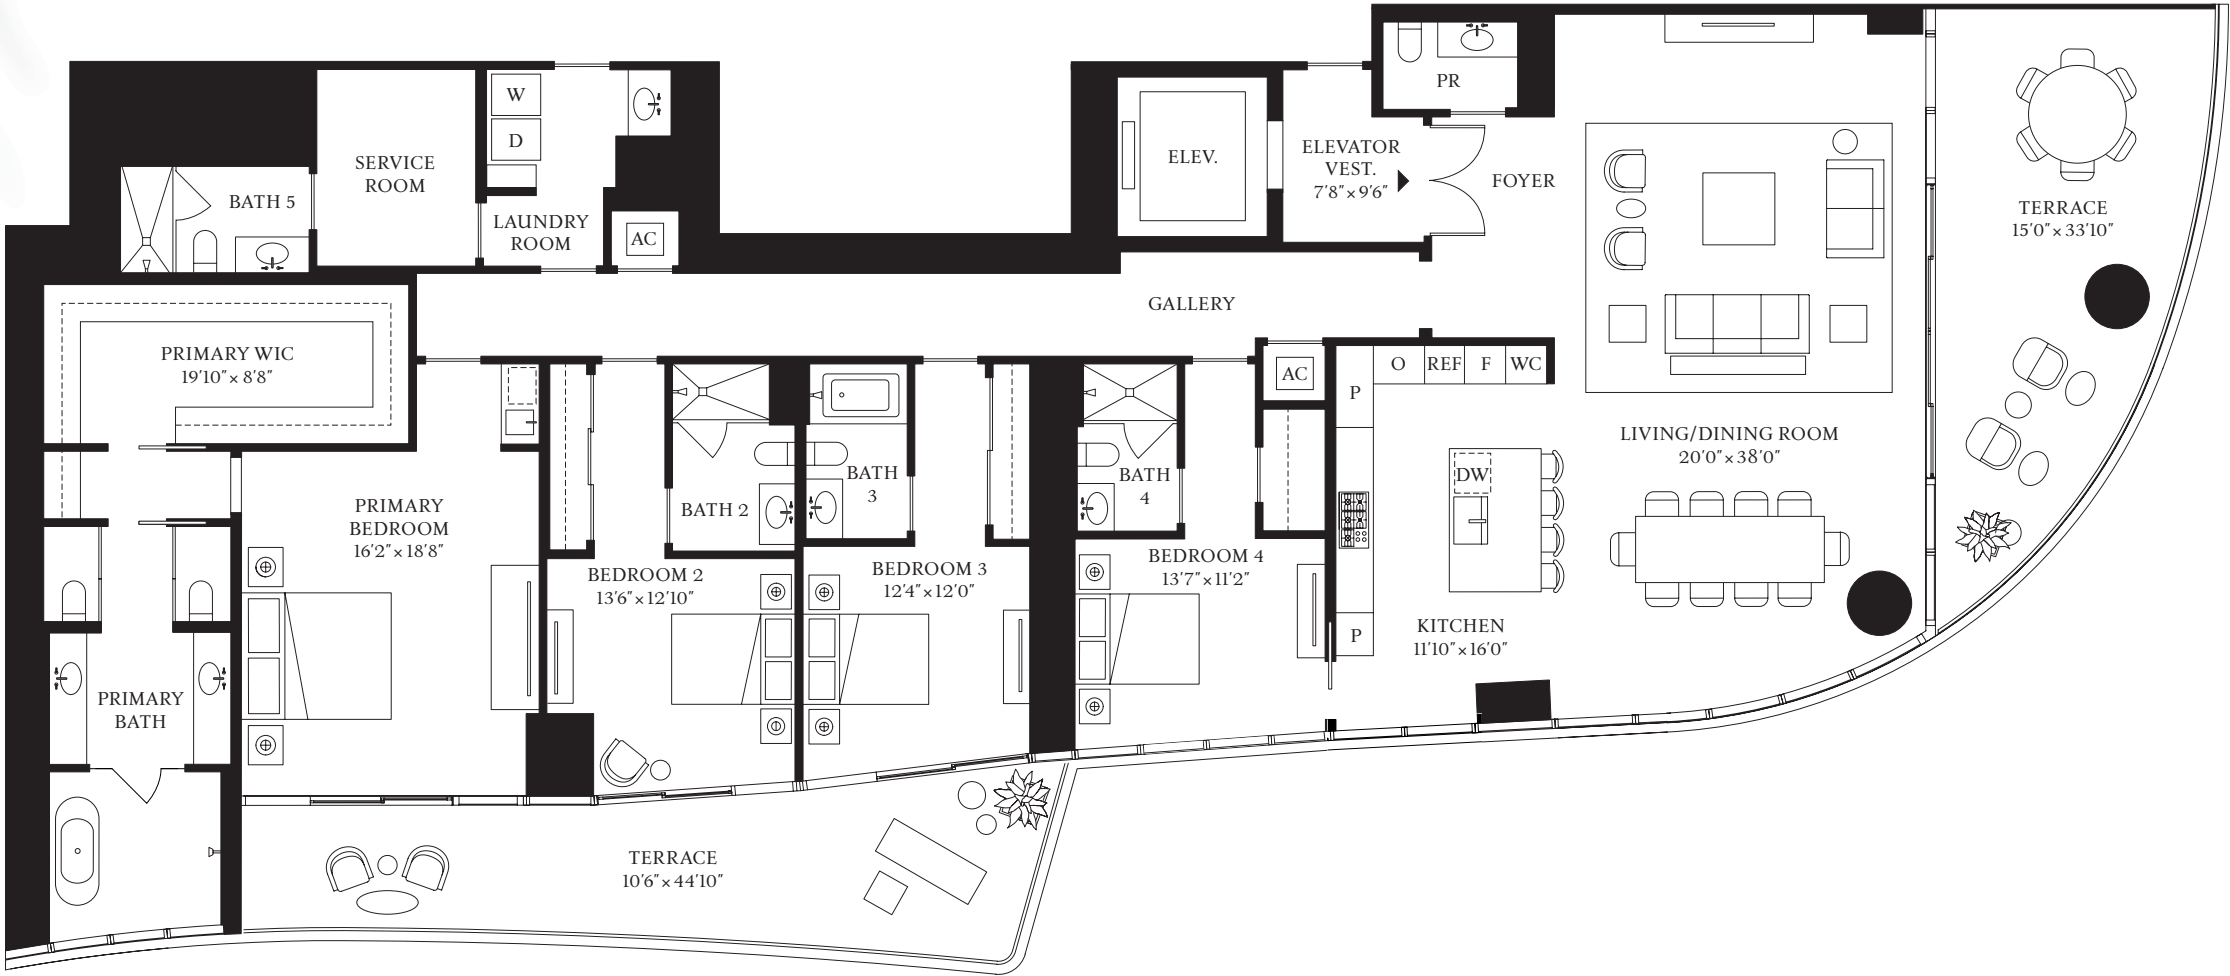 PR
W
D
SERVICE
ROOM
BATH 5
LAUNDRY
ROOM
AC
ELEV.
ELEVATOR
VEST.
7'8"×9'6"
FOYER
TERRACE
15'0"×33'10"
GALLERY
PRIMARY WIC
19'10"×8'8"
AC
O
REF
F
WC
P
LIVING/DINING ROOM
20'0"×38'0"
DW
PRIMARY
BEDROOM
16'2"×18'8"
BATH 2
BATH
3
BATH
4
BEDROOM 2
13'6"×12'10"
BEDROOM 3
12'4"×12'0"
BEDROOM 4
13'7"×11'2"
P
KITCHEN
11'10"×16'0"
PRIMARY
BATH
TERRACE
10'6"×44'10"